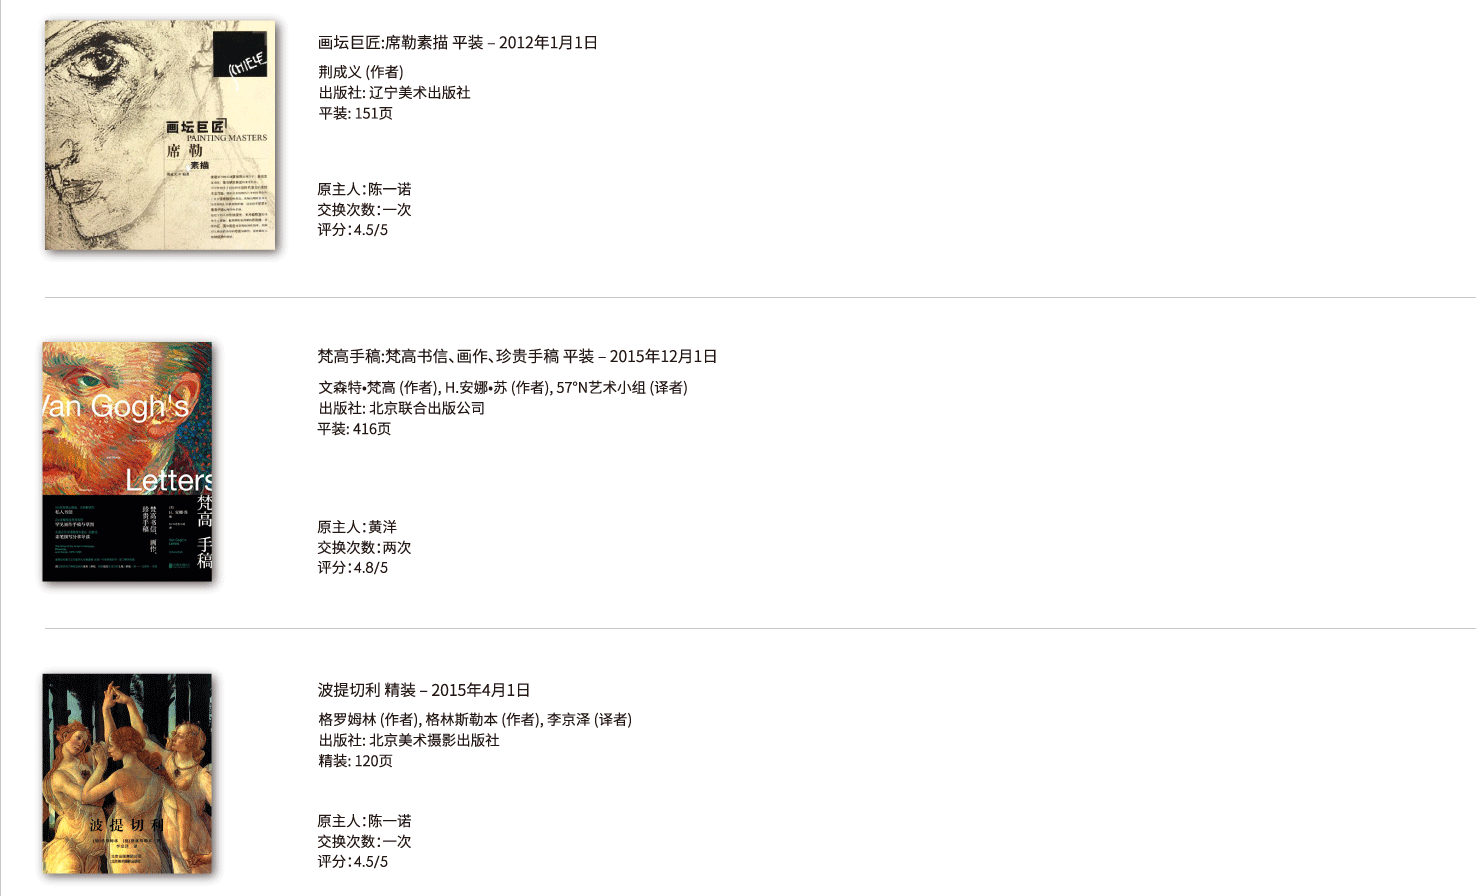 SCHIELE
画坛巨匠
PAINTING MASTERS
席 勒
素描
画坛巨匠:席勒素描 平装 – 2012年1月1日
荆成义 (作者)
出版社: 辽宁美术出版社
平装: 151页
原主人：陈一诺
交换次数：一次
评分：4.5/5
Van Gogh's
Letters
梵高 手稿
梵高书信、画作、
珍贵手稿
梵高手稿:梵高书信、画作、珍贵手稿 平装 – 2015年12月1日
文森特•梵高 (作者), H.安娜•苏 (作者), 57°N艺术小组 (译者)
出版社: 北京联合出版公司
平装: 416页
原主人：黄洋
交换次数：两次
评分：4.8/5
波提切利
波提切利 精装 – 2015年4月1日
格罗姆林 (作者), 格林斯勒本 (作者), 李京泽 (译者)
出版社: 北京美术摄影出版社
精装: 120页
原主人：陈一诺
交换次数：一次
评分：4.5/5